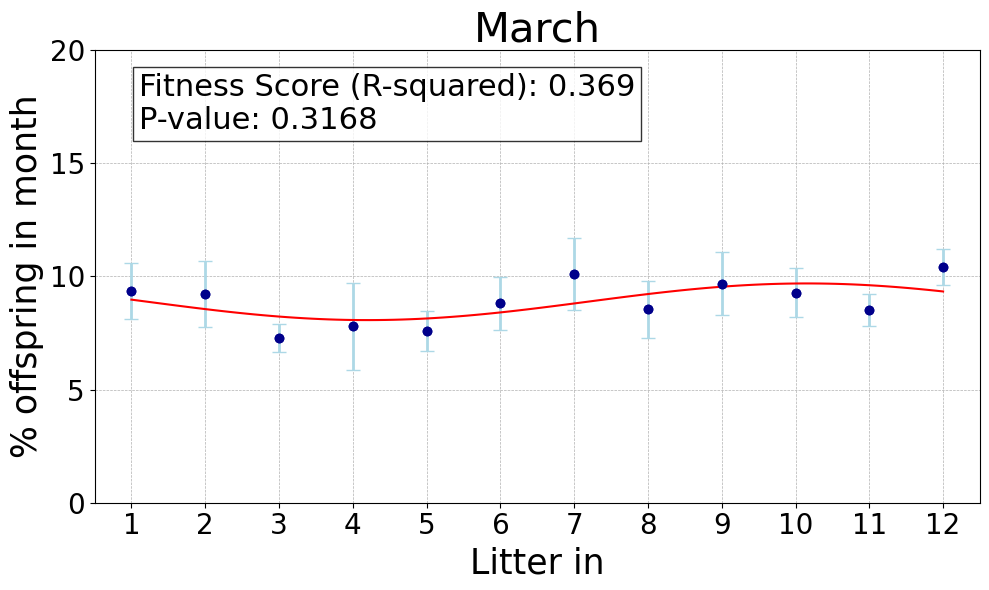 March
Fitness Score (R-squared): 0.369
P-value: 0.3168
% offspring in month
20
15
10
5
0
1 2 3 4 5 6 7 8 9 10 11 12
Litter in